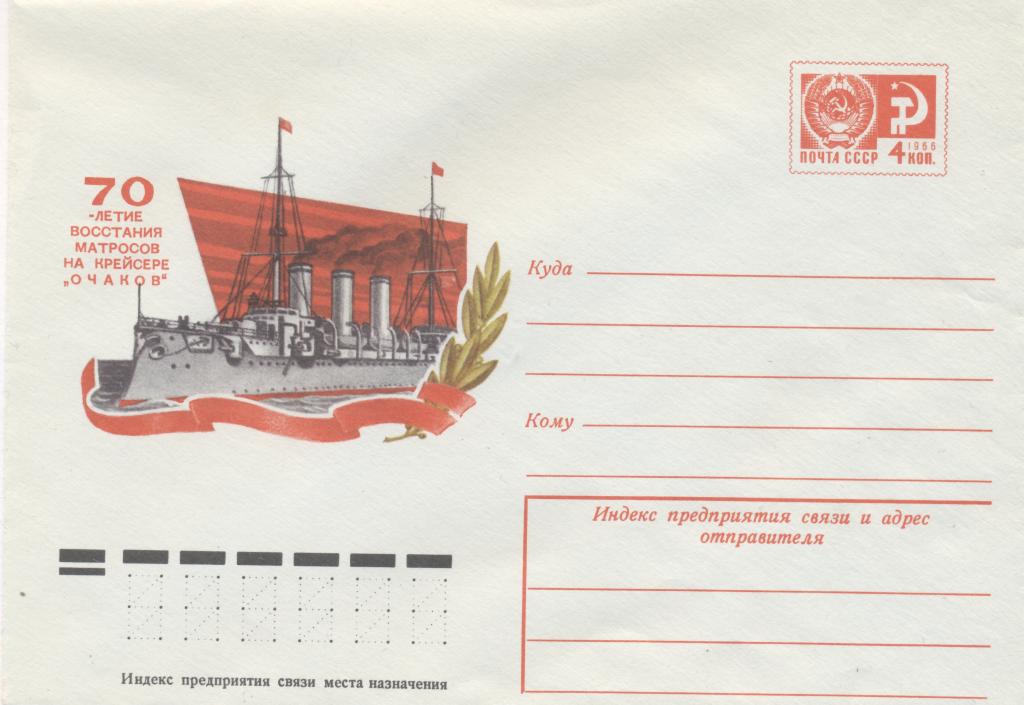 70
-ЛЕТИЕ
ВОССТАНИЯ
МАТРОСОВ
НА КРЕЙСЕРЕ
„ОЧАКОВ“
1966
ПОЧТА СССР 4 КОП.
Куда
Кому
Индекс предприятия связи и адрес
отправителя
Индекс предприятия связи места назначения